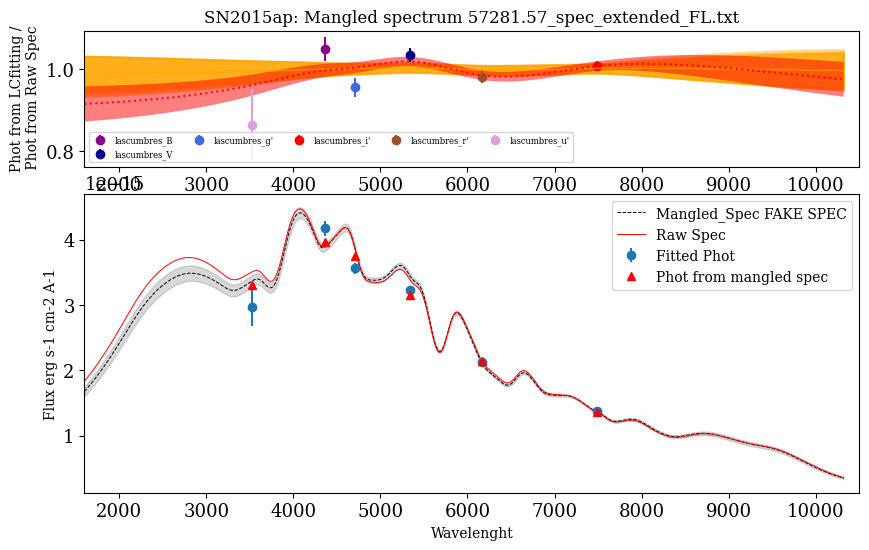 SN2015ap: Mangled spectrum 57281.57_spec_extended_FL.txt
Phot from LCfitting /
Phot from Raw Spec
1.0
0.8
lascumbres_B
lascumbres_V
lascumbres_g'
lascumbres_i'
lascumbres_r'
lascumbres_u'
2000 3000 4000 5000 6000 7000 8000 9000 10000
Flux erg s-1 cm-2 A-1
4
3
2
1
Mangled_Spec FAKE SPEC
Raw Spec
Fitted Phot
Phot from mangled spec
2000 3000 4000 5000 6000 7000 8000 9000 10000
Wavelenght